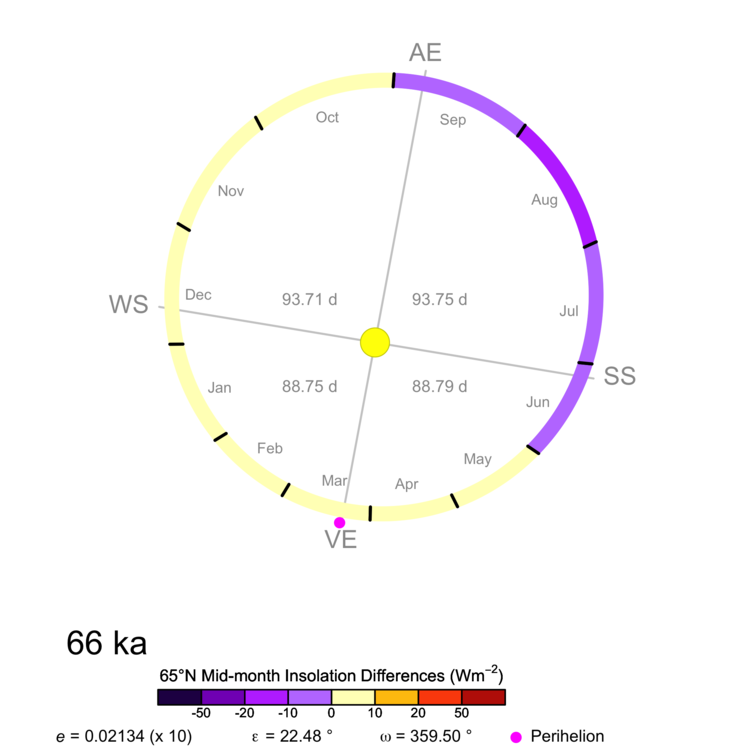 AE
Oct
Sep
Nov
Aug
WS
Dec
93.71 d
93.75 d
Jul
SS
Jan
88.75 d
88.79 d
Jun
Feb
May
Mar
Apr
VE
66 ka
65°N Mid-month Insolation Differences (Wm⁻²)
-50 -20 -10 0 10 20 50
e = 0.02134 (x 10) ε = 22.48 ° ω = 359.50 ° Perihelion